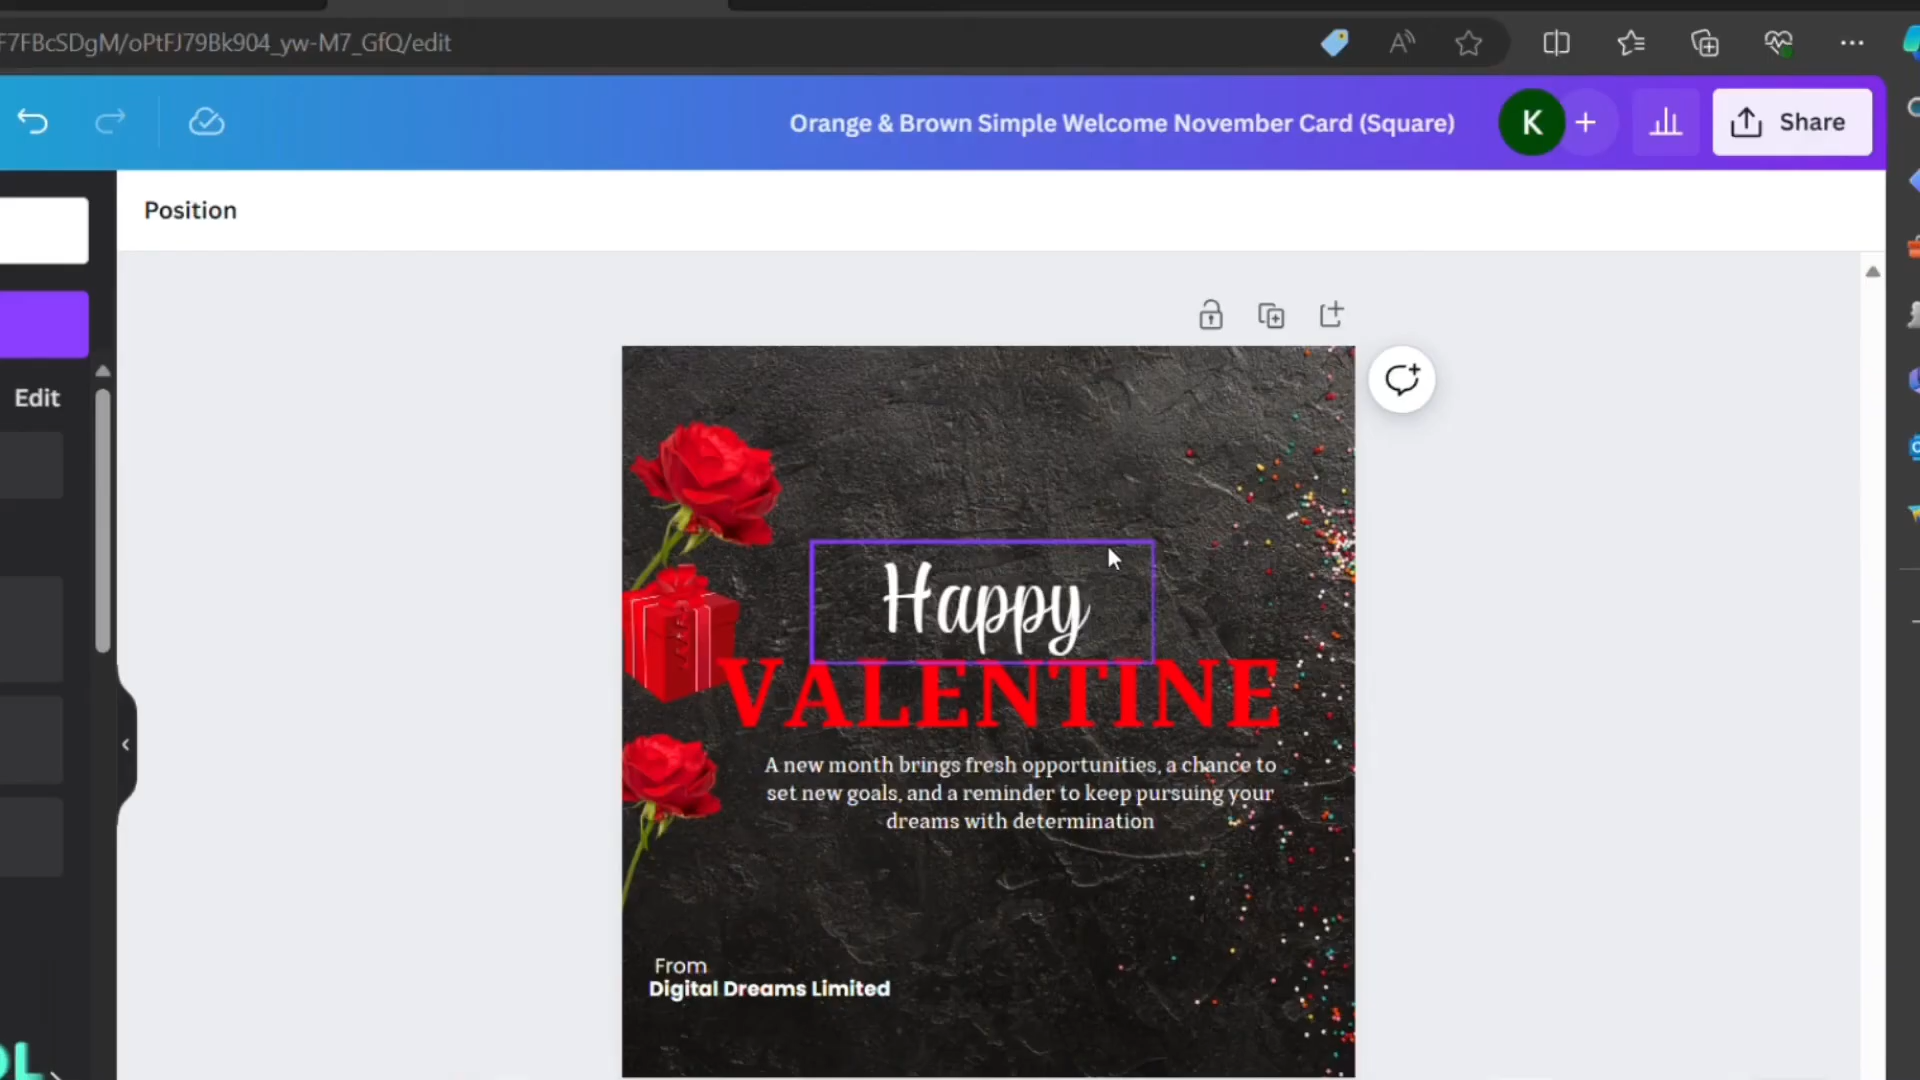 F7FBcSDgM/oPtFJ79Bk904_yw-M7_GfQ/edit
Orange & Brown Simple Welcome November Card (Square)
K
Share
Position
Edit
Happy
VALENTINE
A new month brings fresh opportunities, a chance to
set new goals, and a reminder to keep pursuing your
dreams with determination
From
Digital Dreams Limited
OL